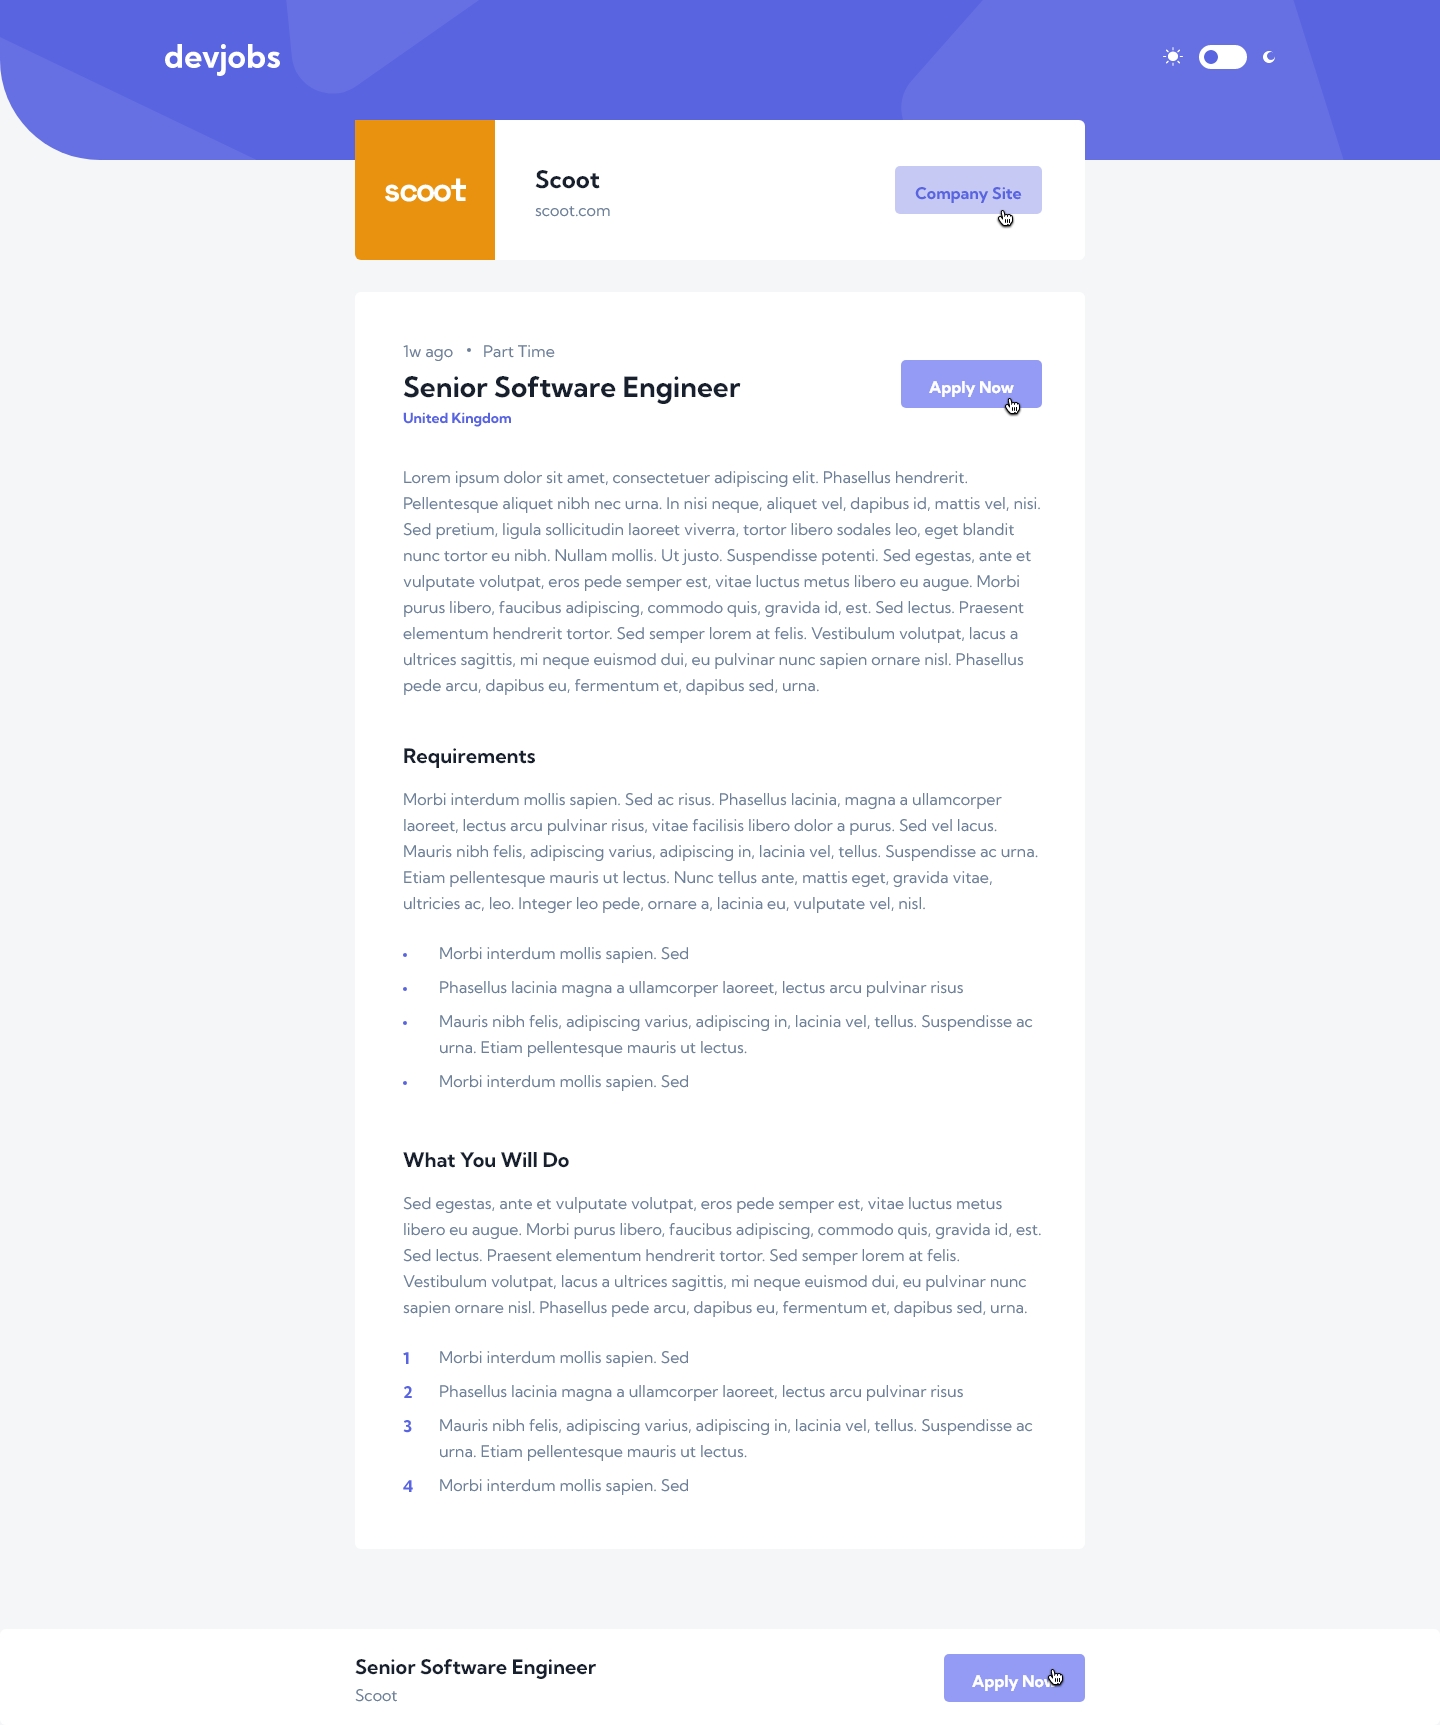 devjobs
scoot
Scoot
scoot.com
Company Site
1w ago • Part Time
Senior Software Engineer
United Kingdom
Apply Now
Lorem ipsum dolor sit amet, consectetuer adipiscing elit. Phasellus hendrerit.
Pellentesque aliquet nibh nec urna. In nisi neque, aliquet vel, dapibus id, mattis vel, nisi.
Sed pretium, ligula sollicitudin laoreet viverra, tortor libero sodales leo, eget blandit
nunc tortor eu nibh. Nullam mollis. Ut justo. Suspendisse potenti. Sed egestas, ante et
vulputate volutpat, eros pede semper est, vitae luctus metus libero eu augue. Morbi
purus libero, faucibus adipiscing, commodo quis, gravida id, est. Sed lectus. Praesent
elementum hendrerit tortor. Sed semper lorem at felis. Vestibulum volutpat, lacus a
ultrices sagittis, mi neque euismod dui, eu pulvinar nunc sapien ornare nisl. Phasellus
pede arcu, dapibus eu, fermentum et, dapibus sed, urna.
Requirements
Morbi interdum mollis sapien. Sed ac risus. Phasellus lacinia, magna a ullamcorper
laoreet, lectus arcu pulvinar risus, vitae facilisis libero dolor a purus. Sed vel lacus.
Mauris nibh felis, adipiscing varius, adipiscing in, lacinia vel, tellus. Suspendisse ac urna.
Etiam pellentesque mauris ut lectus. Nunc tellus ante, mattis eget, gravida vitae,
ultricies ac, leo. Integer leo pede, ornare a, lacinia eu, vulputate vel, nisl.
• Morbi interdum mollis sapien. Sed
• Phasellus lacinia magna a ullamcorper laoreet, lectus arcu pulvinar risus
• Mauris nibh felis, adipiscing varius, adipiscing in, lacinia vel, tellus. Suspendisse ac
urna. Etiam pellentesque mauris ut lectus.
• Morbi interdum mollis sapien. Sed
What You Will Do
Sed egestas, ante et vulputate volutpat, eros pede semper est, vitae luctus metus
libero eu augue. Morbi purus libero, faucibus adipiscing, commodo quis, gravida id, est.
Sed lectus. Praesent elementum hendrerit tortor. Sed semper lorem at felis.
Vestibulum volutpat, lacus a ultrices sagittis, mi neque euismod dui, eu pulvinar nunc
sapien ornare nisl. Phasellus pede arcu, dapibus eu, fermentum et, dapibus sed, urna.
1 Morbi interdum mollis sapien. Sed
2 Phasellus lacinia magna a ullamcorper laoreet, lectus arcu pulvinar risus
3 Mauris nibh felis, adipiscing varius, adipiscing in, lacinia vel, tellus. Suspendisse ac
urna. Etiam pellentesque mauris ut lectus.
4 Morbi interdum mollis sapien. Sed
Senior Software Engineer
Scoot
Apply Now